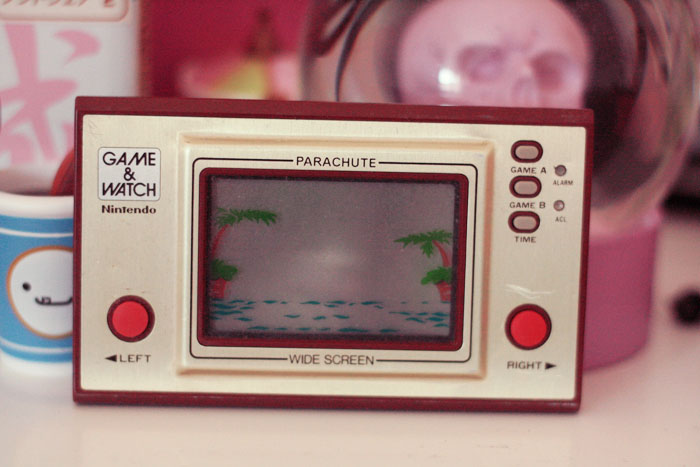 GAME
&
WATCH
Nintendo
PARACHUTE
GAME A
ALARM
GAME B
ACL
TIME
◄LEFT
WIDE SCREEN
RIGHT►